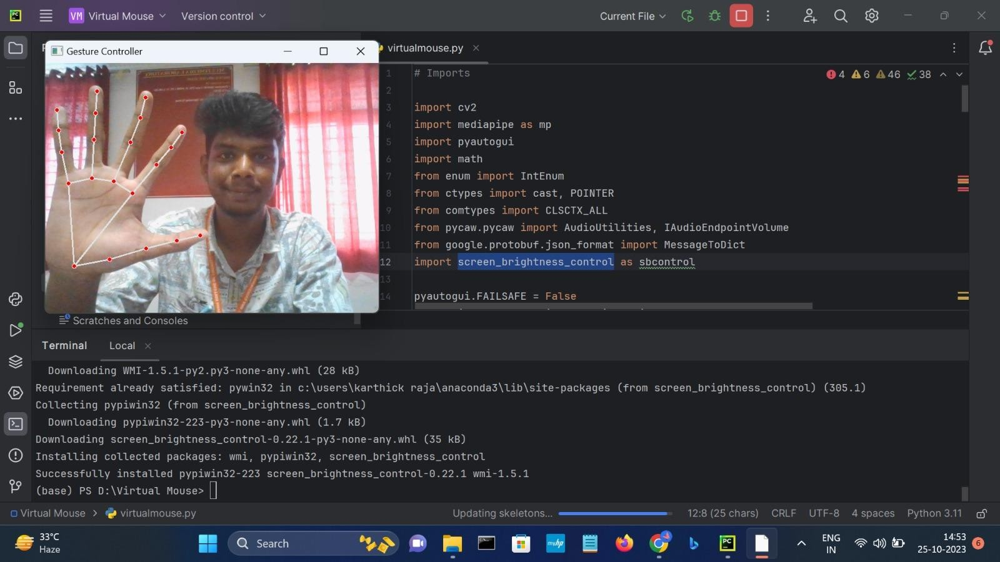 VM Virtual Mouse Version control Current File
Gesture Controller
virtualmouse.py
4 6 46 38
1 # Imports
2
3 import cv2
4 import mediapipe as mp
5 import pyautogui
6 import math
7 from enum import IntEnum
8 from ctypes import cast, POINTER
9 from comtypes import CLSCTX_ALL
10 from pycaw.pycaw import AudioUtilities, IAudioEndpointVolume
11 from google.protobuf.json_format import MessageToDict
12 import screen_brightness_control as sbcontrol
13
14 pyautogui.FAILSAFE = False
Scratches and Consoles
Terminal Local
Downloading WMI-1.5.1-py2.py3-none-any.whl (28 kB)
Requirement already satisfied: pywin32 in c:\users\karthick raja\anaconda3\lib\site-packages (from screen_brightness_control) (305.1)
Collecting pypiwin32 (from screen_brightness_control)
Downloading pypiwin32-223-py3-none-any.whl (1.7 kB)
Downloading screen_brightness_control-0.22.1-py3-none-any.whl (35 kB)
Installing collected packages: wmi, pypiwin32, screen_brightness_control
Successfully installed pypiwin32-223 screen_brightness_control-0.22.1 wmi-1.5.1
(base) PS D:\Virtual Mouse>
Virtual Mouse > virtualmouse.py Updating skeletons... 12:8 (25 chars) CRLF UTF-8 4 spaces Python 3.11
33°C
Haze
Search
myhp
PC
ENG
IN
14:53
25-10-2023
6